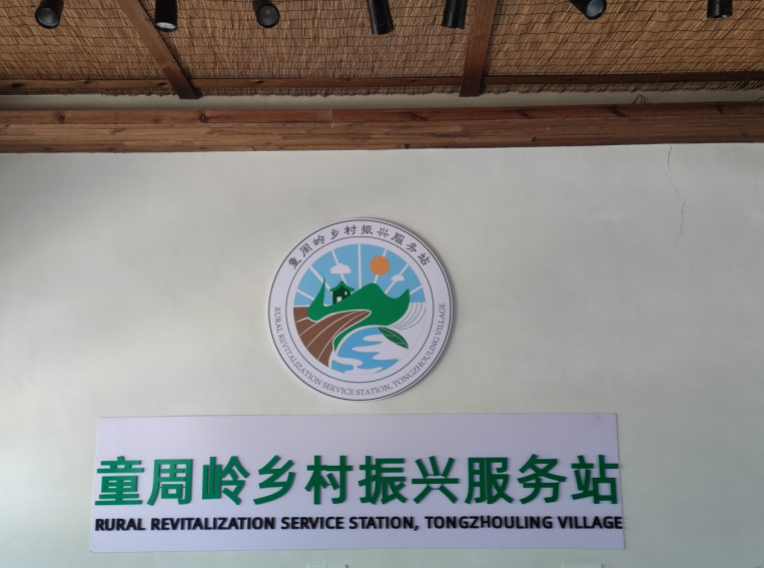 童周岭乡村振兴服务站
RURAL REVITALIZATION SERVICE STATION, TONGZHOULING VILLAGE
童周岭乡村振兴服务站
RURAL REVITALIZATION SERVICE STATION, TONGZHOULING VILLAGE